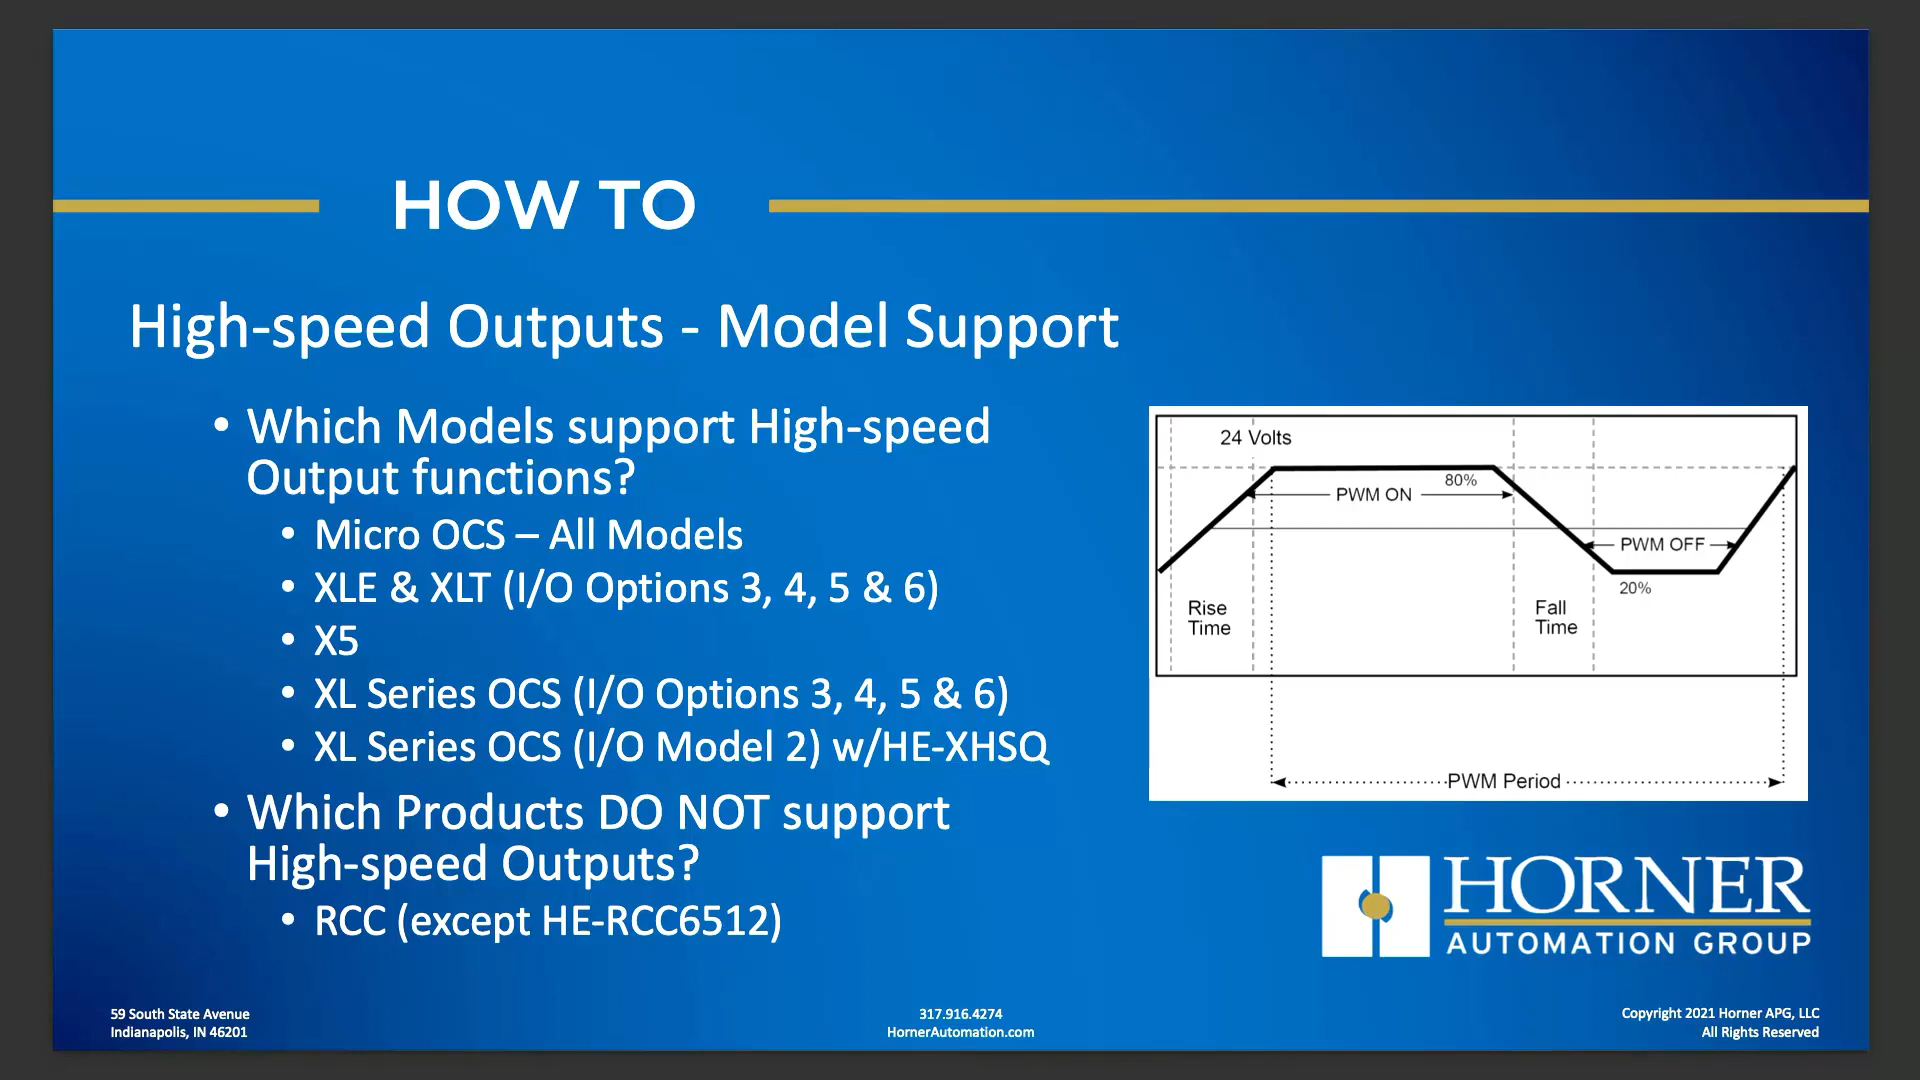 HOW TO
High-speed Outputs - Model Support
• Which Models support High-speed
Output functions?
• Micro OCS – All Models
• XLE & XLT (I/O Options 3, 4, 5 & 6)
• X5
• XL Series OCS (I/O Options 3, 4, 5 & 6)
• XL Series OCS (I/O Model 2) w/HE-XHSQ
• Which Products DO NOT support
High-speed Outputs?
• RCC (except HE-RCC6512)
24 Volts
80%
PWM ON
PWM OFF
20%
Rise
Time
Fall
Time
PWM Period
HORNER
AUTOMATION GROUP
59 South State Avenue
Indianapolis, IN 46201
317.916.4274
HornerAutomation.com
Copyright 2021 Horner APG, LLC
All Rights Reserved